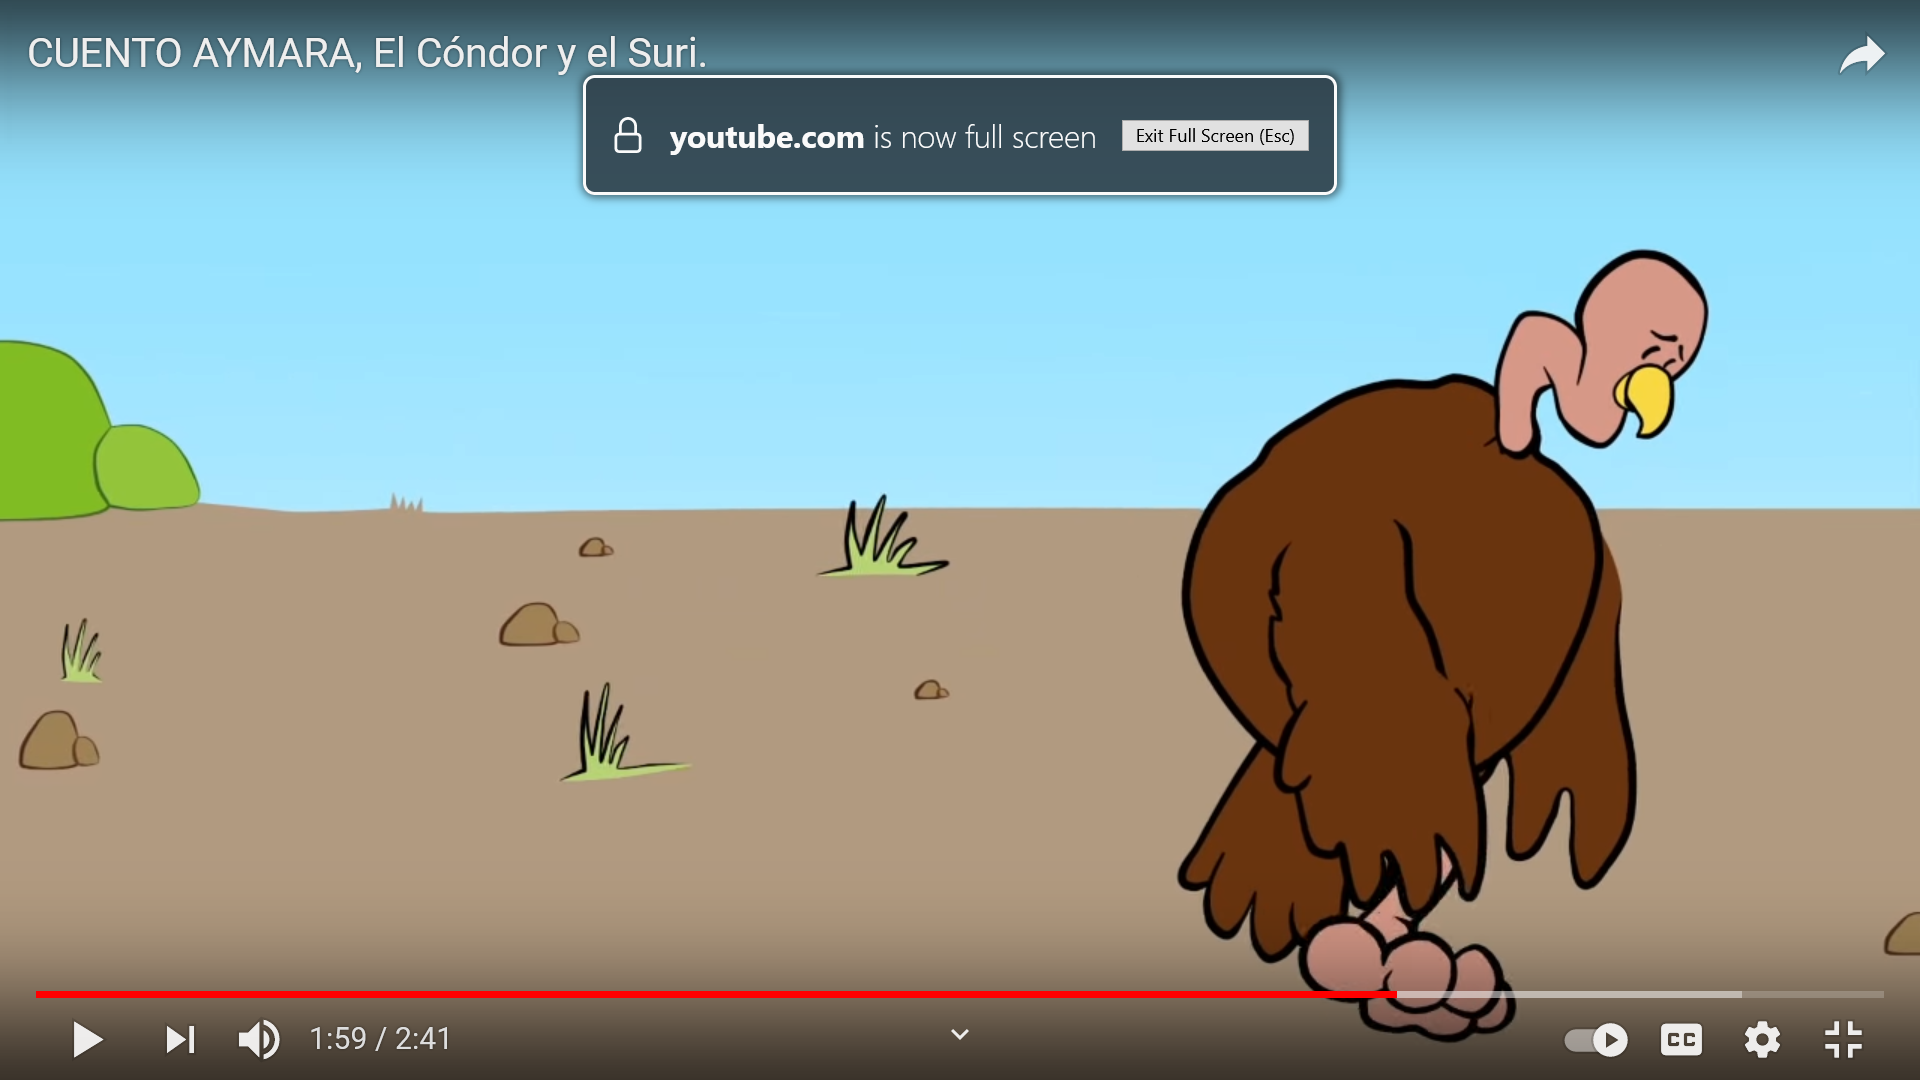 CUENTO AYMARA, El Cóndor y el Suri.
youtube.com is now full screen
Exit Full Screen (Esc)
1:59 / 2:41
CC